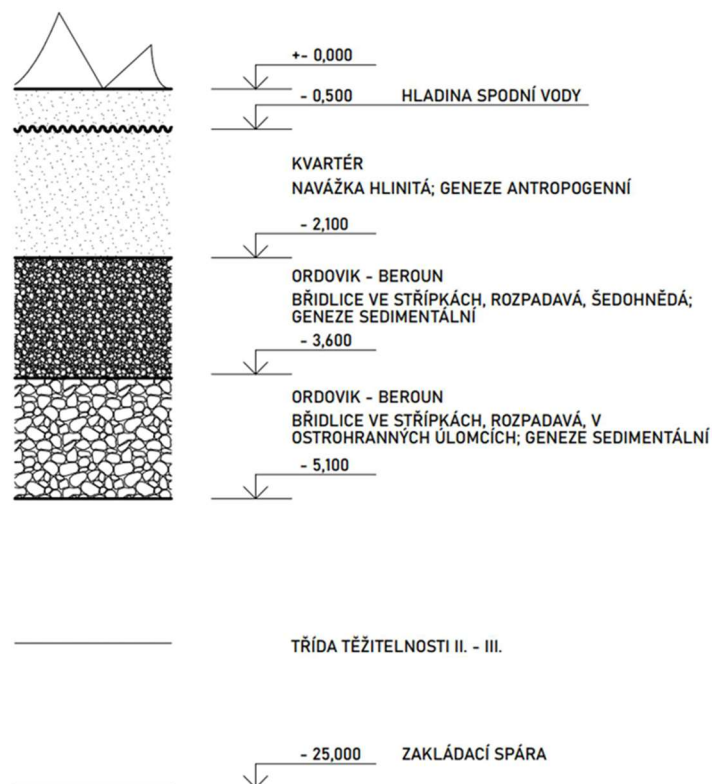 +- 0,000
- 0,500 HLADINA SPODNÍ VODY
KVARTÉR
NAVÁŽKA HLINITÁ; GENEZE ANTROPOGENNÍ
- 2,100
ORDOVIK - BEROUN
BŘIDLICE VE STŘÍPKÁCH, ROZPADAVÁ, ŠEDOHNĚDÁ;
GENEZE SEDIMENTÁLNÍ
- 3,600
ORDOVIK - BEROUN
BŘIDLICE VE STŘÍPKÁCH, ROZPADAVÁ, V
OSTROHRANNÝCH ÚLOMCÍCH; GENEZE SEDIMENTÁLNÍ
- 5,100
TŘÍDA TĚŽITELNOSTI II. - III.
- 25,000 ZAKLÁDACÍ SPÁRA